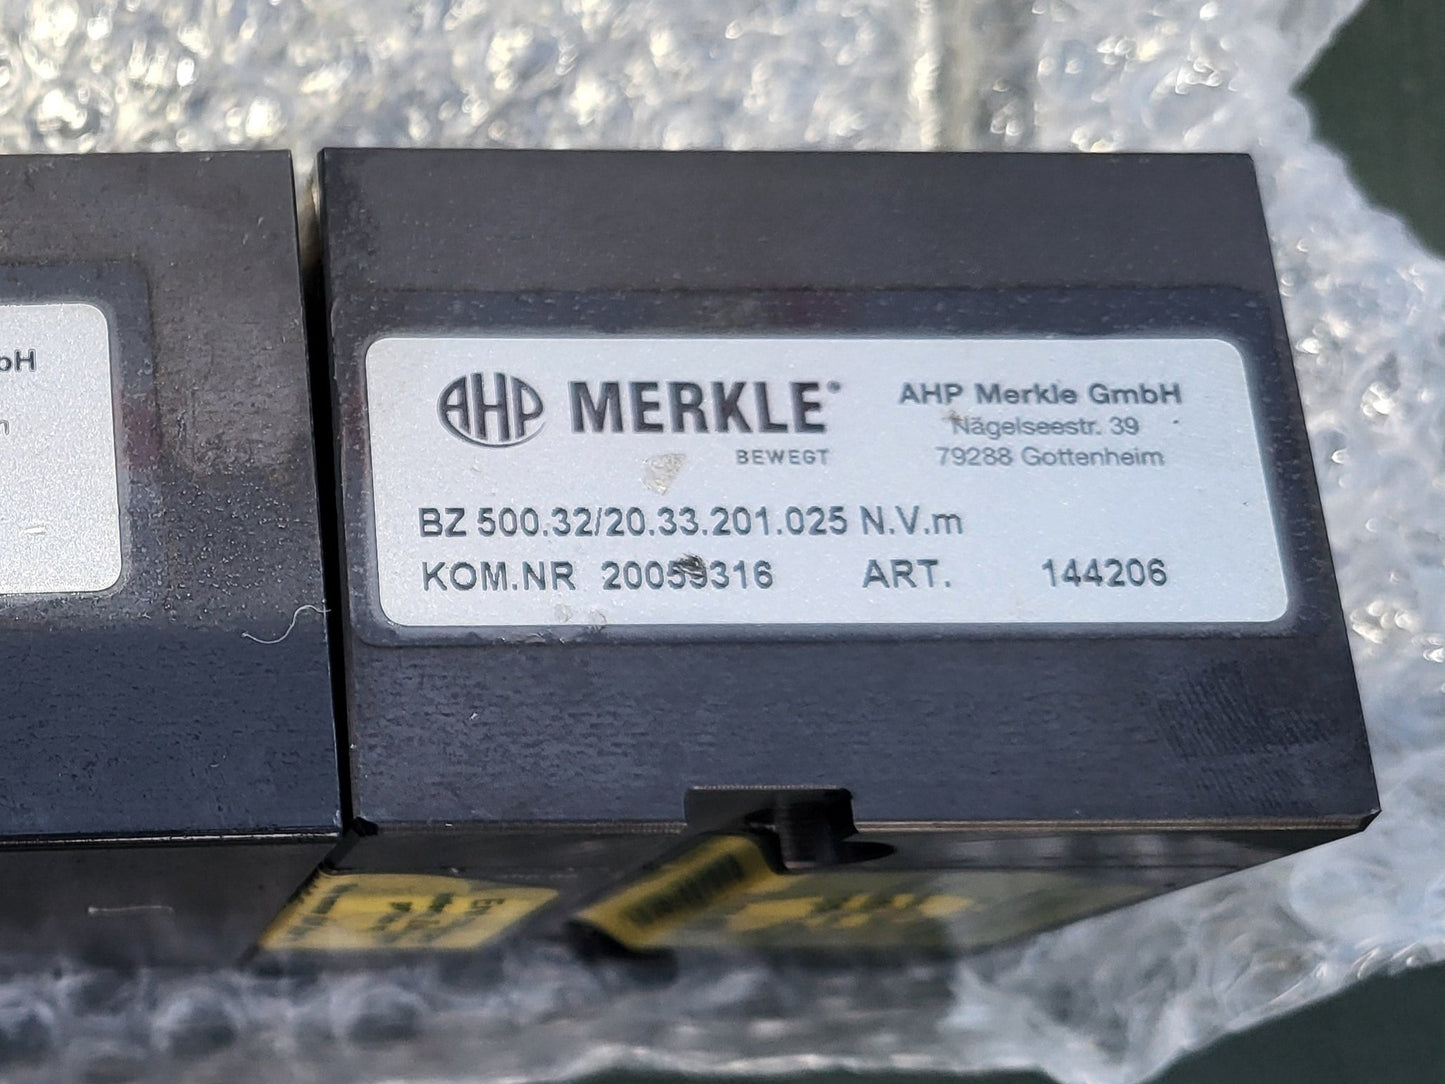 AHP MERKLE®
BEWEGT
AHP Merkle GmbH
Nägelseestr. 39
79288 Gottenheim
BZ 500.32/20.33.201.025 N.V.m
KOM.NR 20059316 ART. 144206
bH